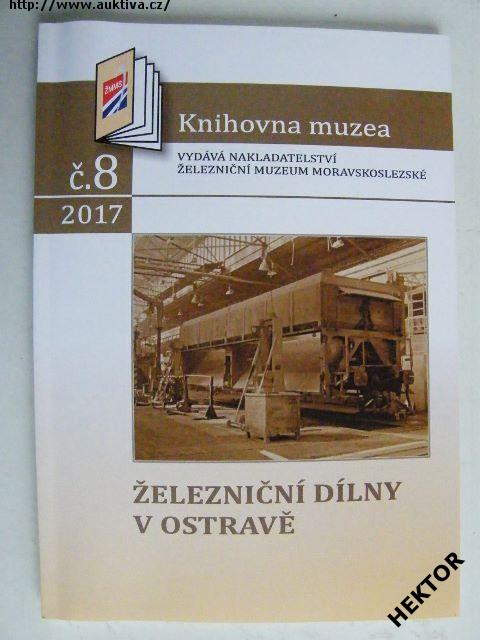 http://www.auktiva.cz/
ŽMMS
Knihovna muzea
VYDÁVÁ NAKLADATELSTVÍ
ŽELEZNIČNÍ MUZEUM MORAVSKOSLEZSKÉ
č.8
2017
ŽELEZNIČNÍ DÍLNY
V OSTRAVĚ
HEKTOR